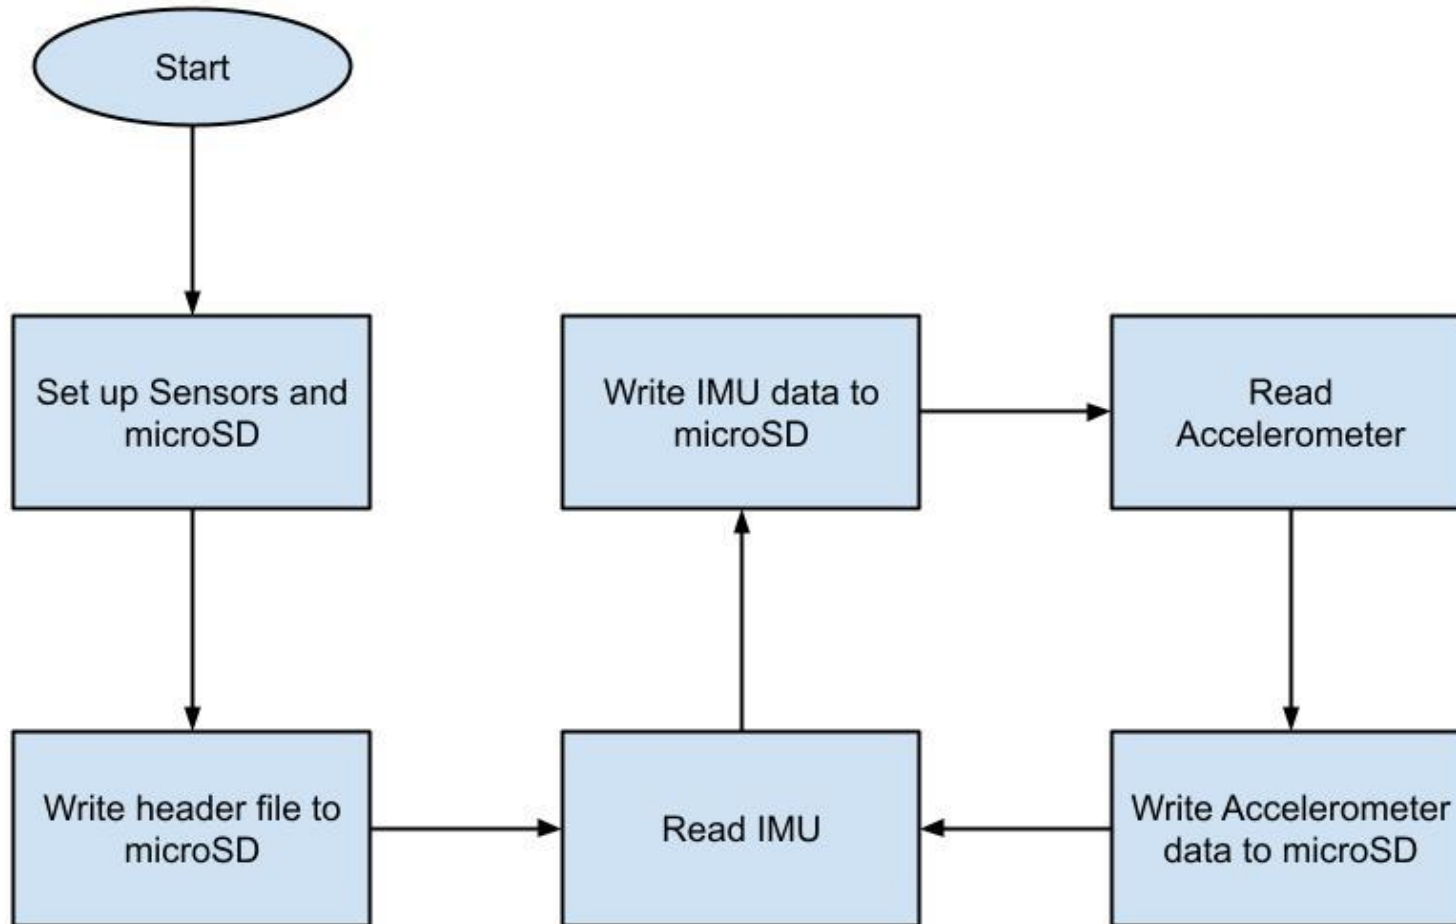 Start
Set up Sensors and
microSD
Write header file to
microSD
Read IMU
Write IMU data to
microSD
Read
Accelerometer
Write Accelerometer
data to microSD